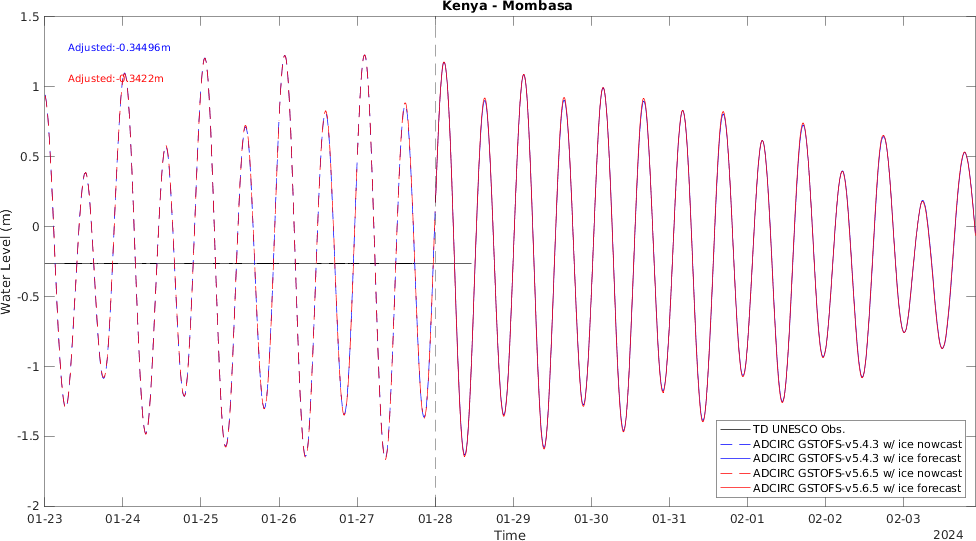 Kenya - Mombasa
1.5
1
0.5
0
-0.5
-1
-1.5
-2
Water Level (m)
Adjusted:-0.34496m
Adjusted:-0.3422m
TD UNESCO Obs.
ADCIRC GSTOFS-v5.4.3 w/ ice nowcast
ADCIRC GSTOFS-v5.4.3 w/ ice forecast
ADCIRC GSTOFS-v5.6.5 w/ ice nowcast
ADCIRC GSTOFS-v5.6.5 w/ ice forecast
01-23 01-24 01-25 01-26 01-27 01-28 01-29 01-30 01-31 02-01 02-02 02-03
Time
2024